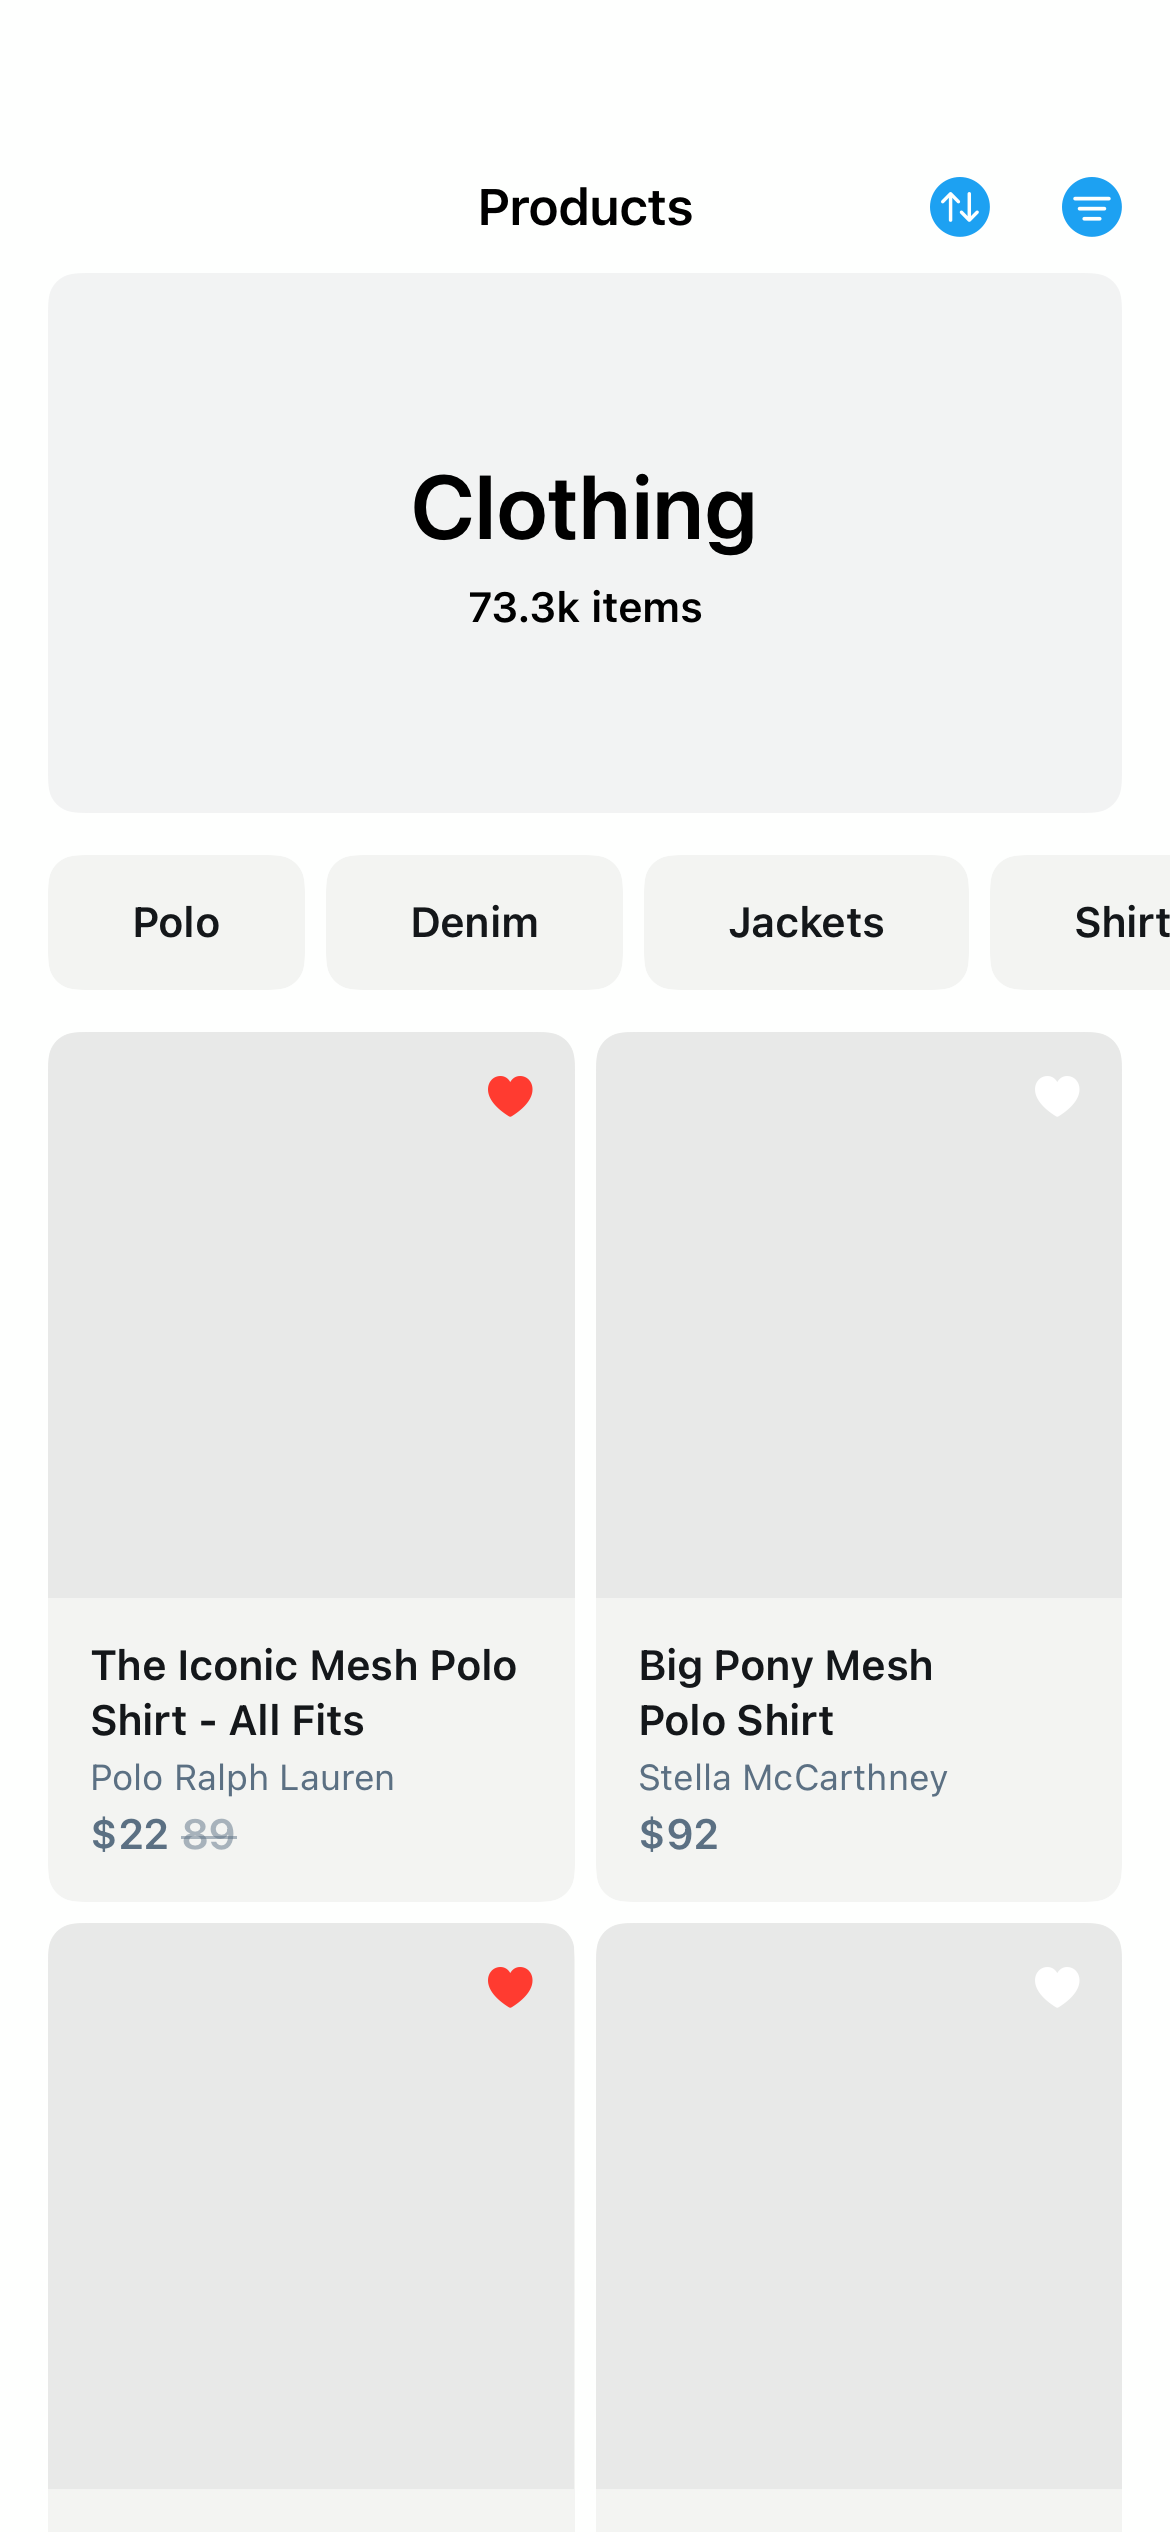 Products
Clothing
73.3k items
Polo
Denim
Jackets
Shirt
The Iconic Mesh Polo
Shirt - All Fits
Polo Ralph Lauren
$22 89
Big Pony Mesh
Polo Shirt
Stella McCarthney
$92